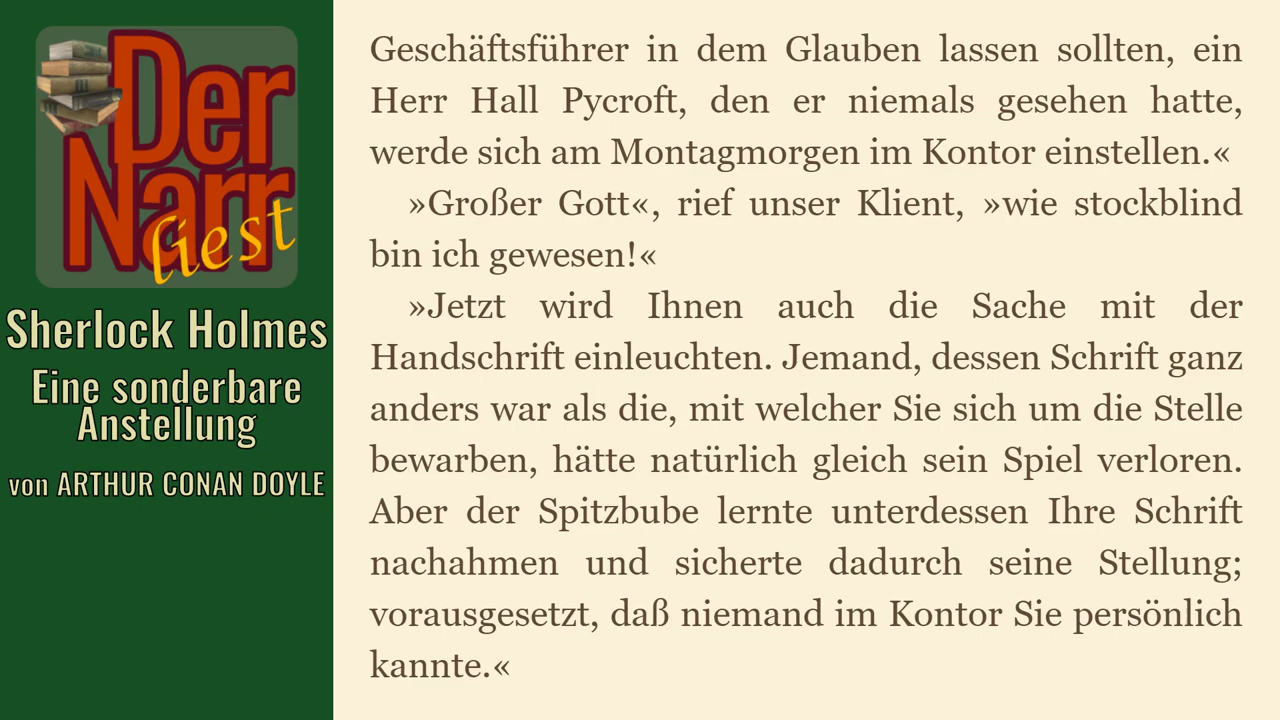 Der
Narr
liest
Sherlock Holmes
Eine sonderbare
Anstellung
von ARTHUR CONAN DOYLE
Geschäftsführer in dem Glauben lassen sollten, ein
Herr Hall Pycroft, den er niemals gesehen hatte,
werde sich am Montagmorgen im Kontor einstellen.«
»Großer Gott«, rief unser Klient, »wie stockblind
bin ich gewesen!«
»Jetzt wird Ihnen auch die Sache mit der
Handschrift einleuchten. Jemand, dessen Schrift ganz
anders war als die, mit welcher Sie sich um die Stelle
bewarben, hätte natürlich gleich sein Spiel verloren.
Aber der Spitzbube lernte unterdessen Ihre Schrift
nachahmen und sicherte dadurch seine Stellung;
vorausgesetzt, daß niemand im Kontor Sie persönlich
kannte.«